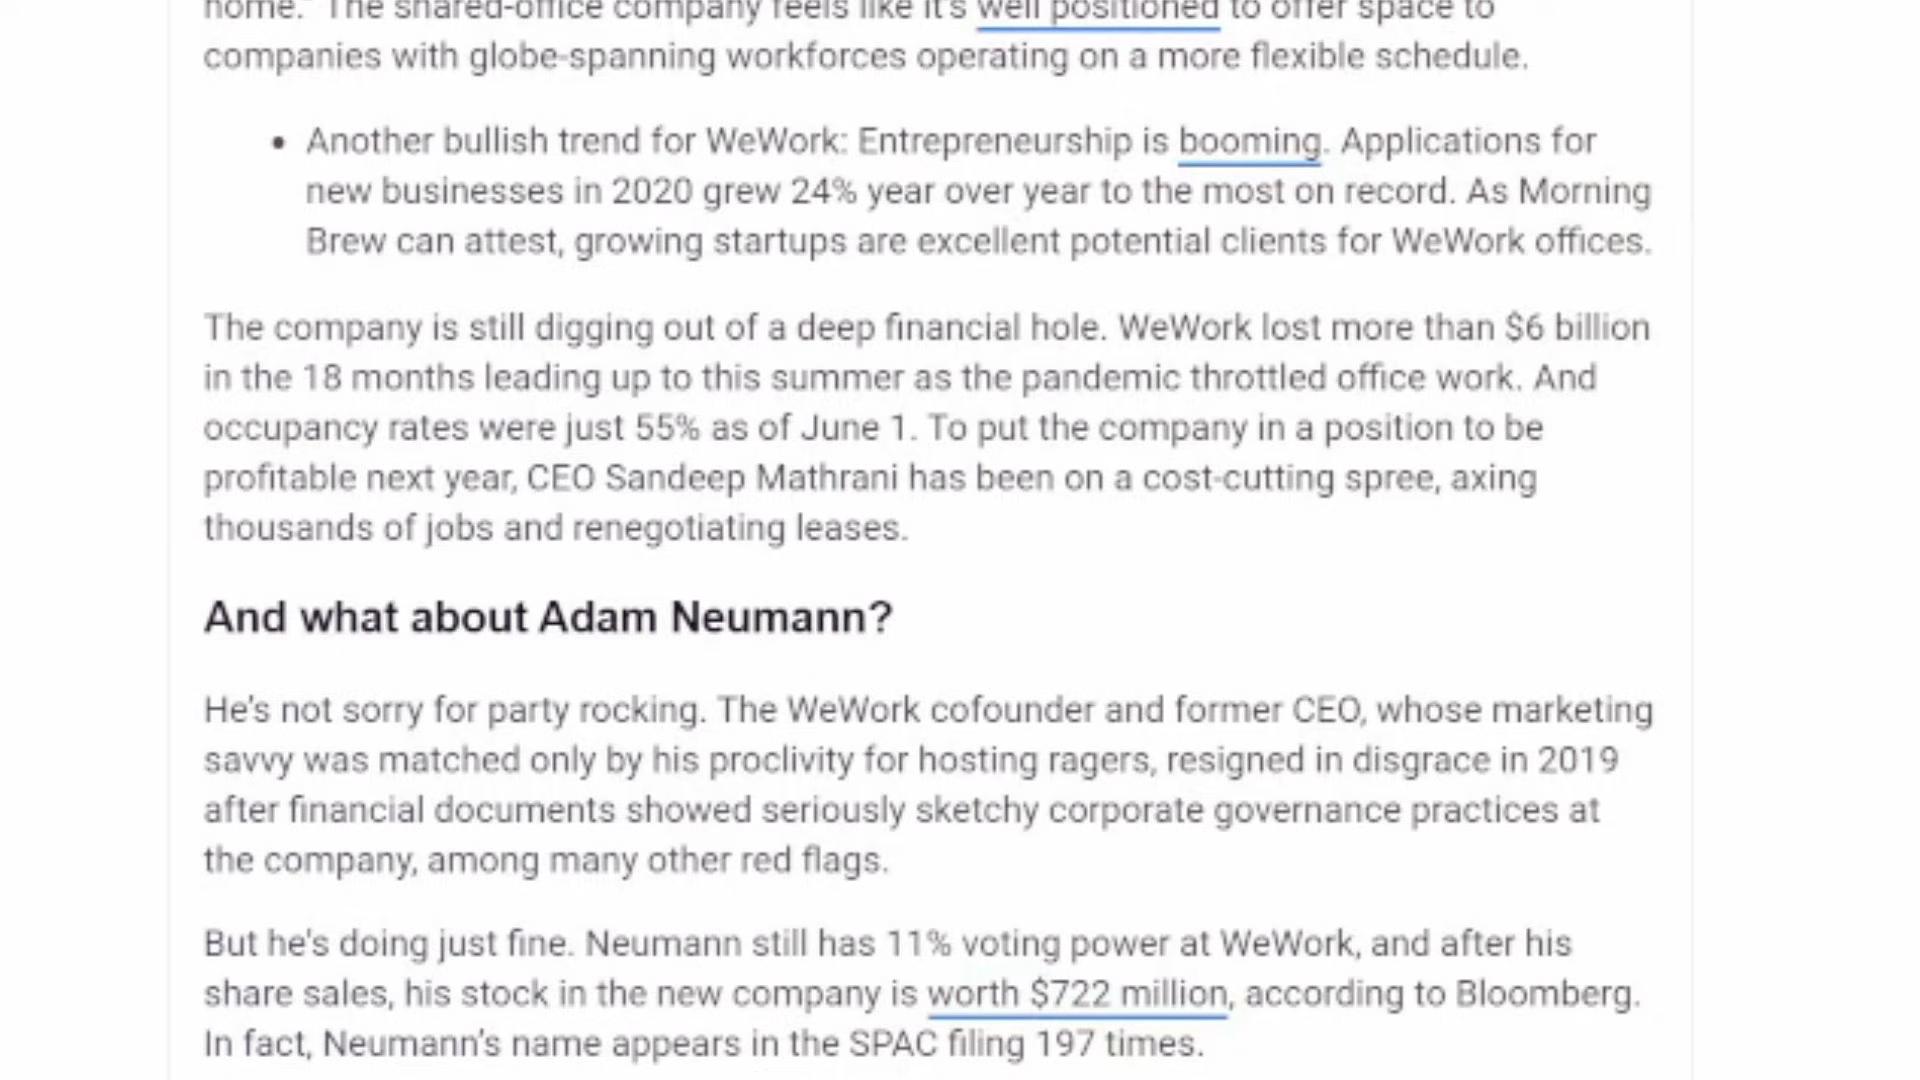 home." The shared-office company feels like it's well positioned to offer space to
companies with globe-spanning workforces operating on a more flexible schedule.
• Another bullish trend for WeWork: Entrepreneurship is booming. Applications for
new businesses in 2020 grew 24% year over year to the most on record. As Morning
Brew can attest, growing startups are excellent potential clients for WeWork offices.
The company is still digging out of a deep financial hole. WeWork lost more than $6 billion
in the 18 months leading up to this summer as the pandemic throttled office work. And
occupancy rates were just 55% as of June 1. To put the company in a position to be
profitable next year, CEO Sandeep Mathrani has been on a cost-cutting spree, axing
thousands of jobs and renegotiating leases.
And what about Adam Neumann?
He's not sorry for party rocking. The WeWork cofounder and former CEO, whose marketing
savvy was matched only by his proclivity for hosting ragers, resigned in disgrace in 2019
after financial documents showed seriously sketchy corporate governance practices at
the company, among many other red flags.
But he's doing just fine. Neumann still has 11% voting power at WeWork, and after his
share sales, his stock in the new company is worth $722 million, according to Bloomberg.
In fact, Neumann's name appears in the SPAC filing 197 times.